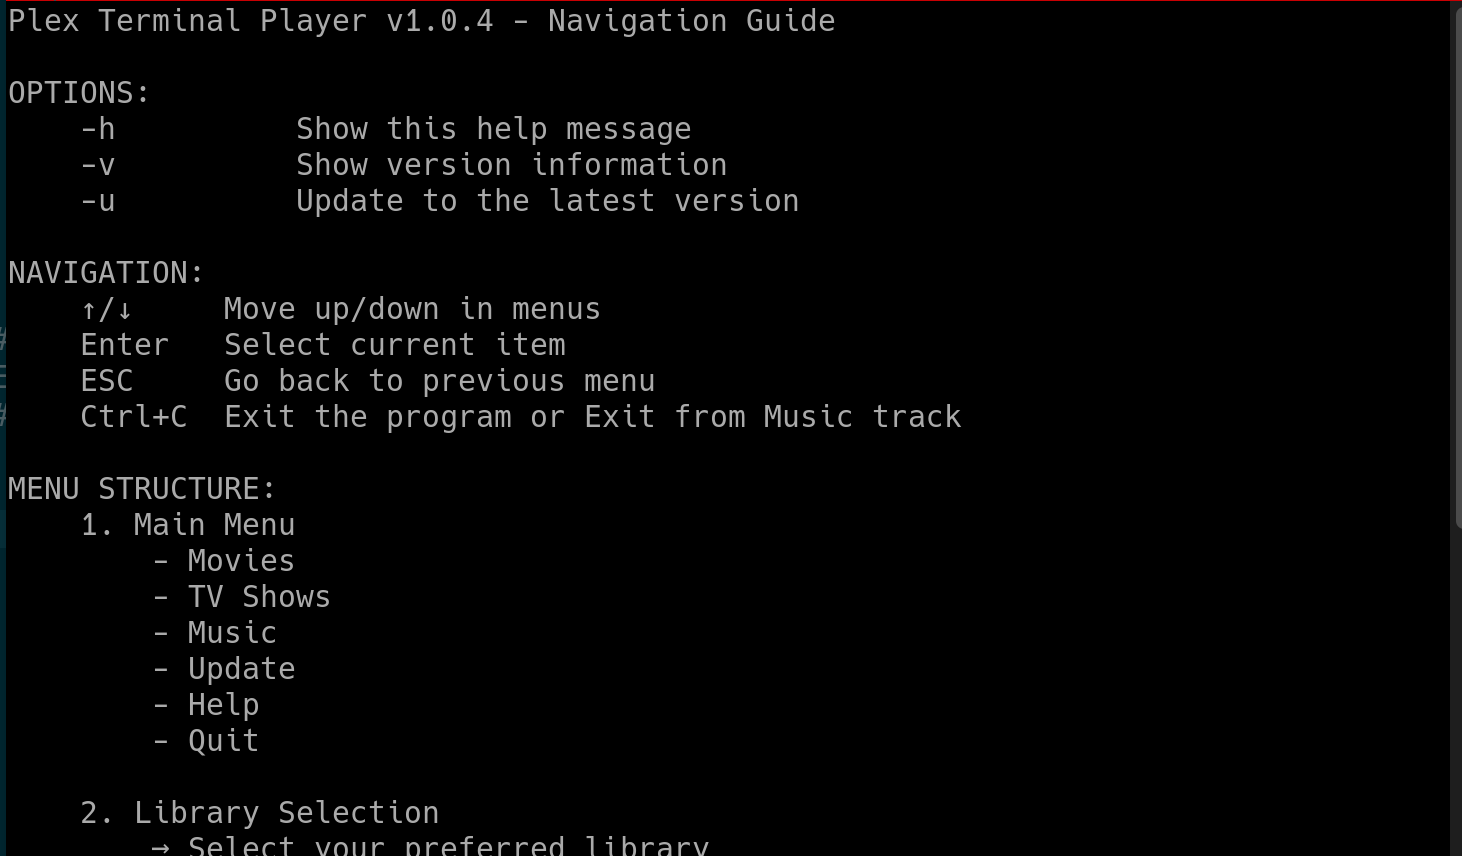 Plex Terminal Player v1.0.4 - Navigation Guide
OPTIONS:
-h Show this help message
-v Show version information
-u Update to the latest version
NAVIGATION:
↑/↓ Move up/down in menus
Enter Select current item
ESC Go back to previous menu
Ctrl+C Exit the program or Exit from Music track
MENU STRUCTURE:
1. Main Menu
- Movies
- TV Shows
- Music
- Update
- Help
- Quit
2. Library Selection
→ Select your preferred library